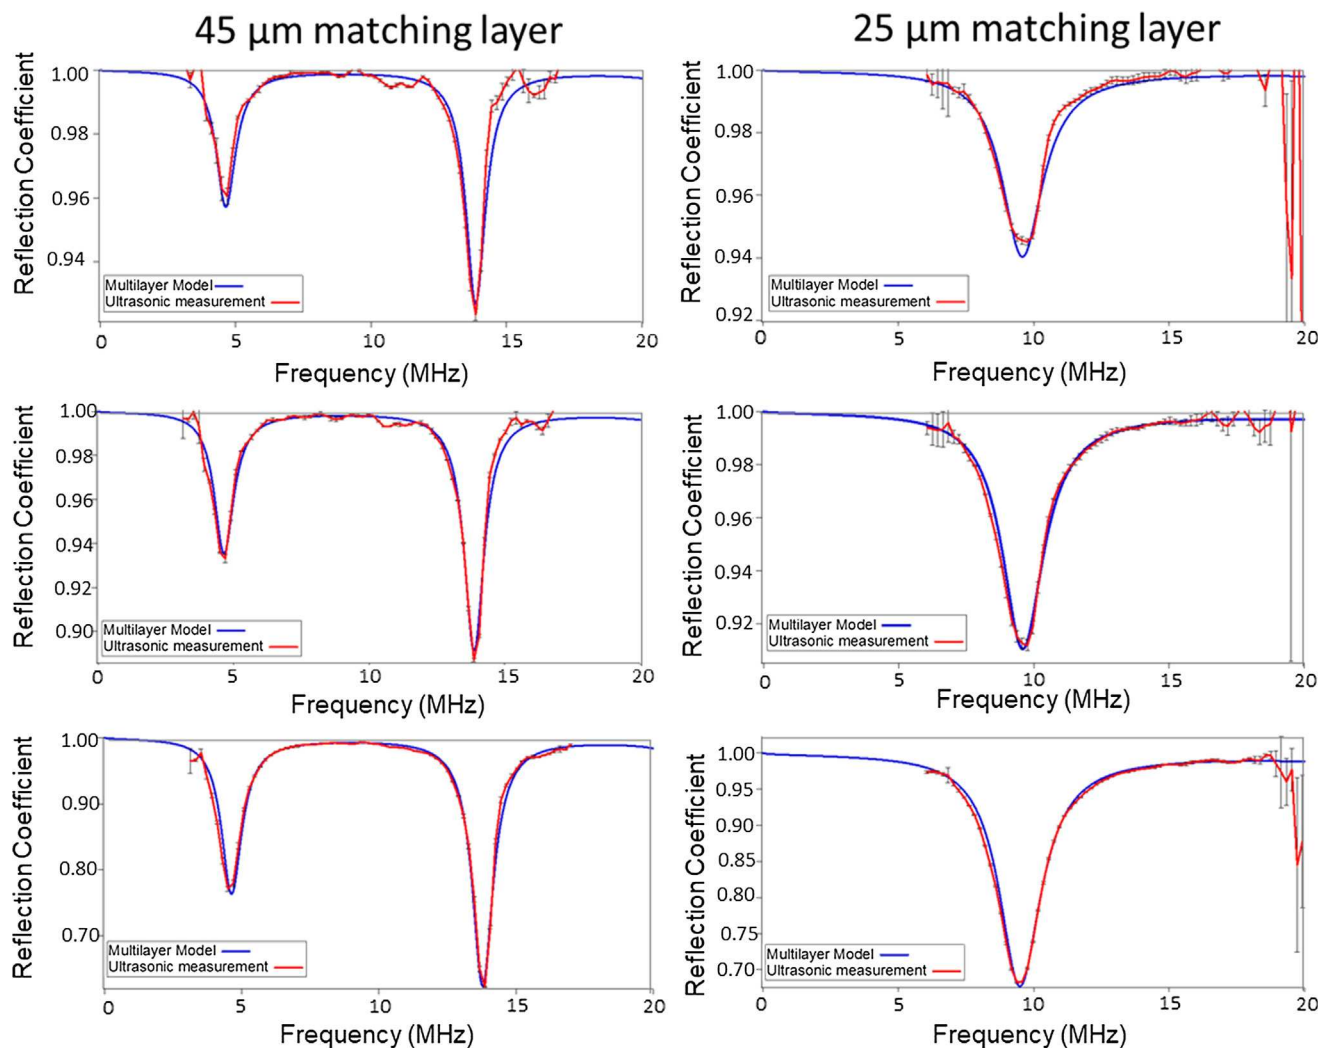 45 µm matching layer
25 µm matching layer
Reflection Coefficient
1.00
0.98
0.96
0.94
Multilayer Model
Ultrasonic measurement
0
5
10
15
20
Frequency (MHz)
Reflection Coefficient
1.00
0.98
0.96
0.94
0.92
Multilayer Model
Ultrasonic measurement
0
5
10
15
20
Frequency (MHz)
Reflection Coefficient
1.00
0.98
0.96
0.94
0.92
0.90
Multilayer Model
Ultrasonic measurement
0
5
10
15
20
Frequency (MHz)
Reflection Coefficient
1.00
0.98
0.96
0.94
0.92
Multilayer Model
Ultrasonic measurement
0
5
10
15
20
Frequency (MHz)
Reflection Coefficient
1.00
0.90
0.80
0.70
Multilayer Model
Ultrasonic measurement
0
5
10
15
20
Frequency (MHz)
Reflection Coefficient
1.00
0.95
0.90
0.85
0.80
0.75
0.70
Multilayer Model
Ultrasonic measurement
0
5
10
15
20
Frequency (MHz)